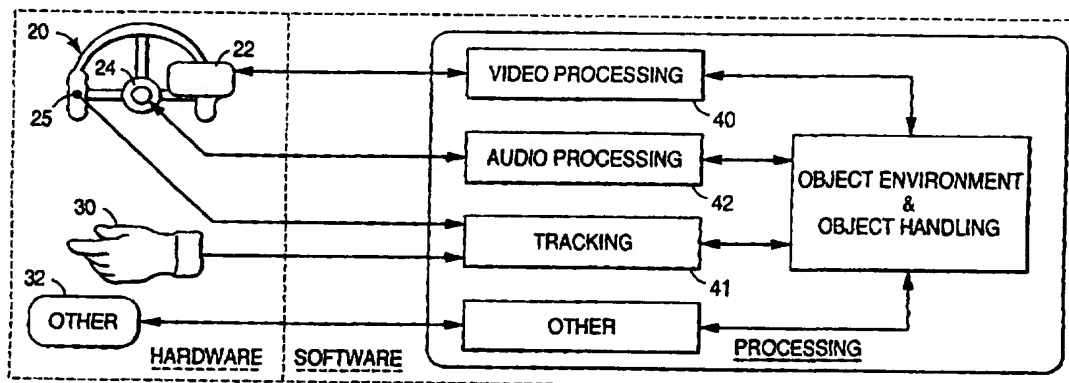 20
22
24
25
VIDEO PROCESSING
40
AUDIO PROCESSING
42
OBJECT ENVIRONMENT
&
OBJECT HANDLING
30
TRACKING
41
32
OTHER
OTHER
HARDWARE
SOFTWARE
PROCESSING